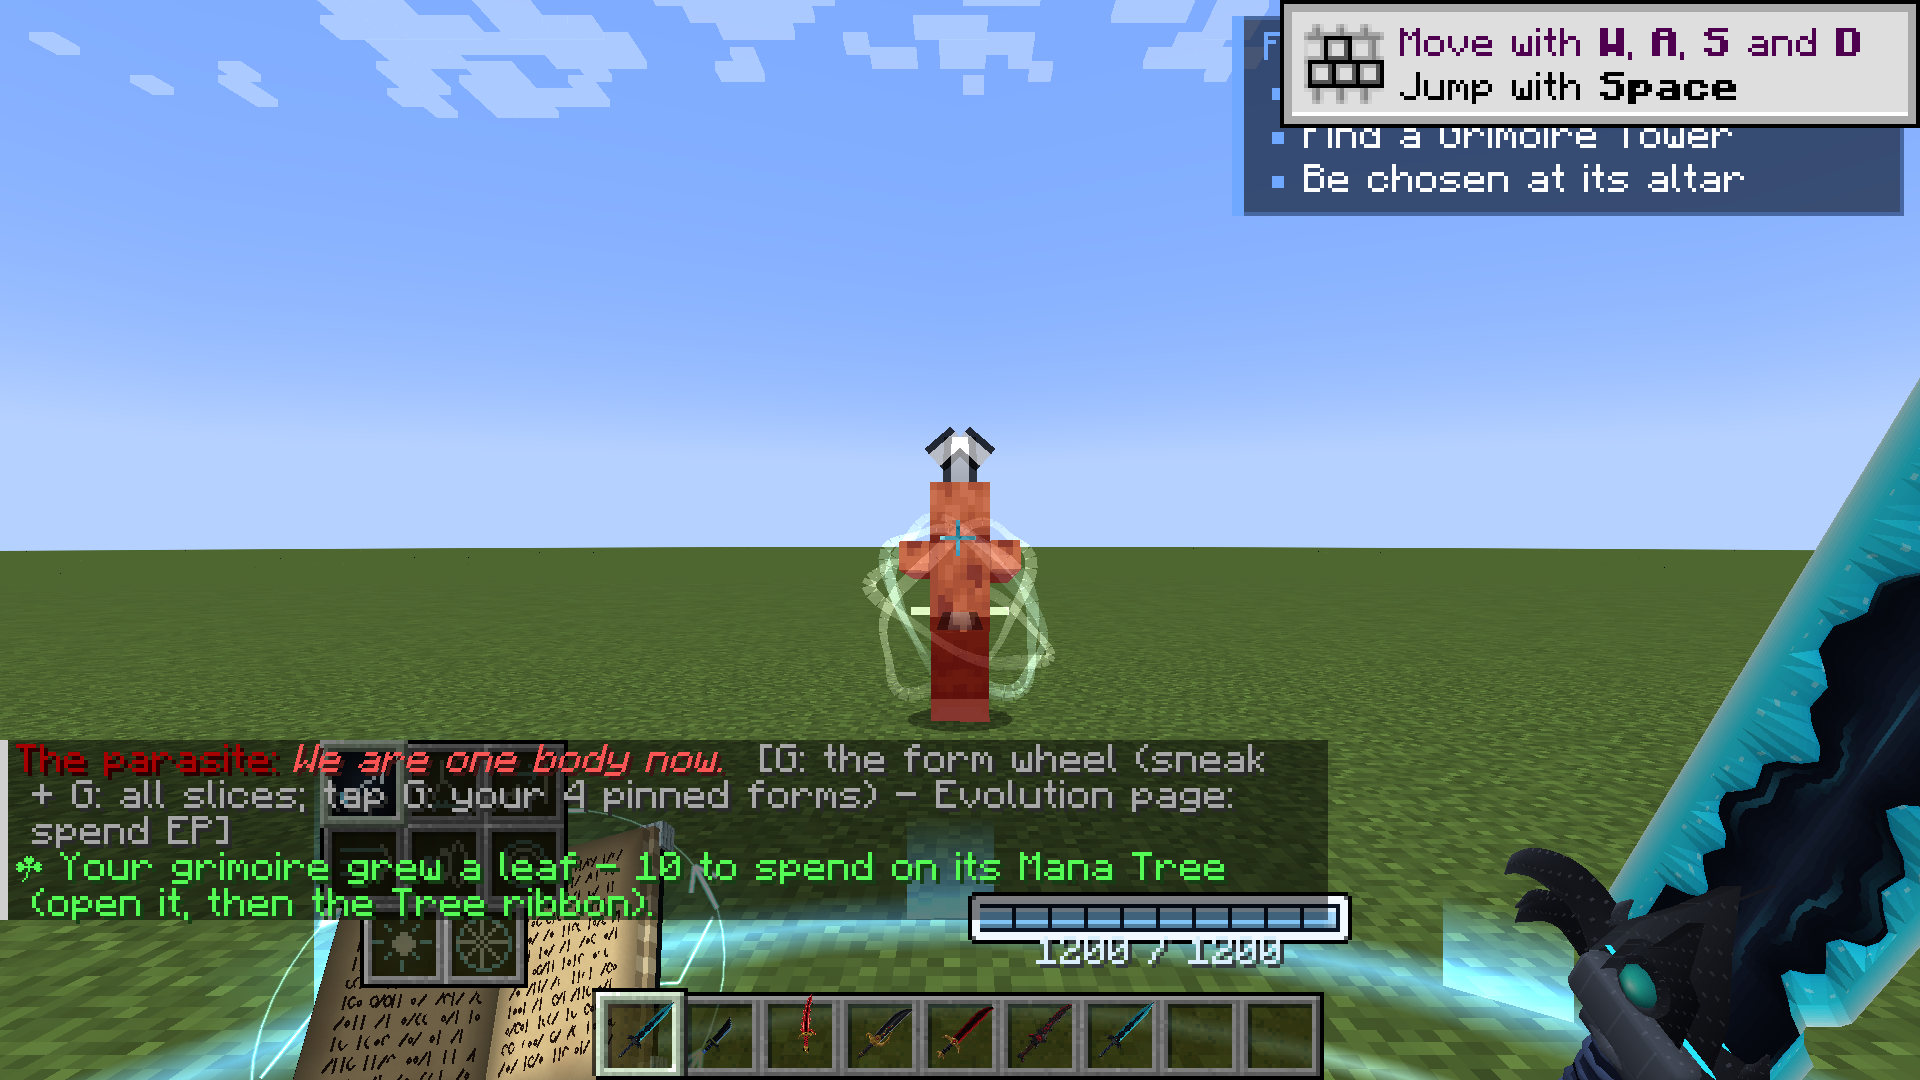 Move with W, A, S and D
Jump with Space
F
Find a Grimoire Tower
Be chosen at its altar
The parasite: We are one body now. [G: the form wheel (sneak
+ G: all slices; tap G: your 4 pinned forms) – Evolution page:
spend EP]
☘ Your grimoire grew a leaf – 10 to spend on its Mana Tree
(open it, then the Tree ribbon).
1200 / 1200